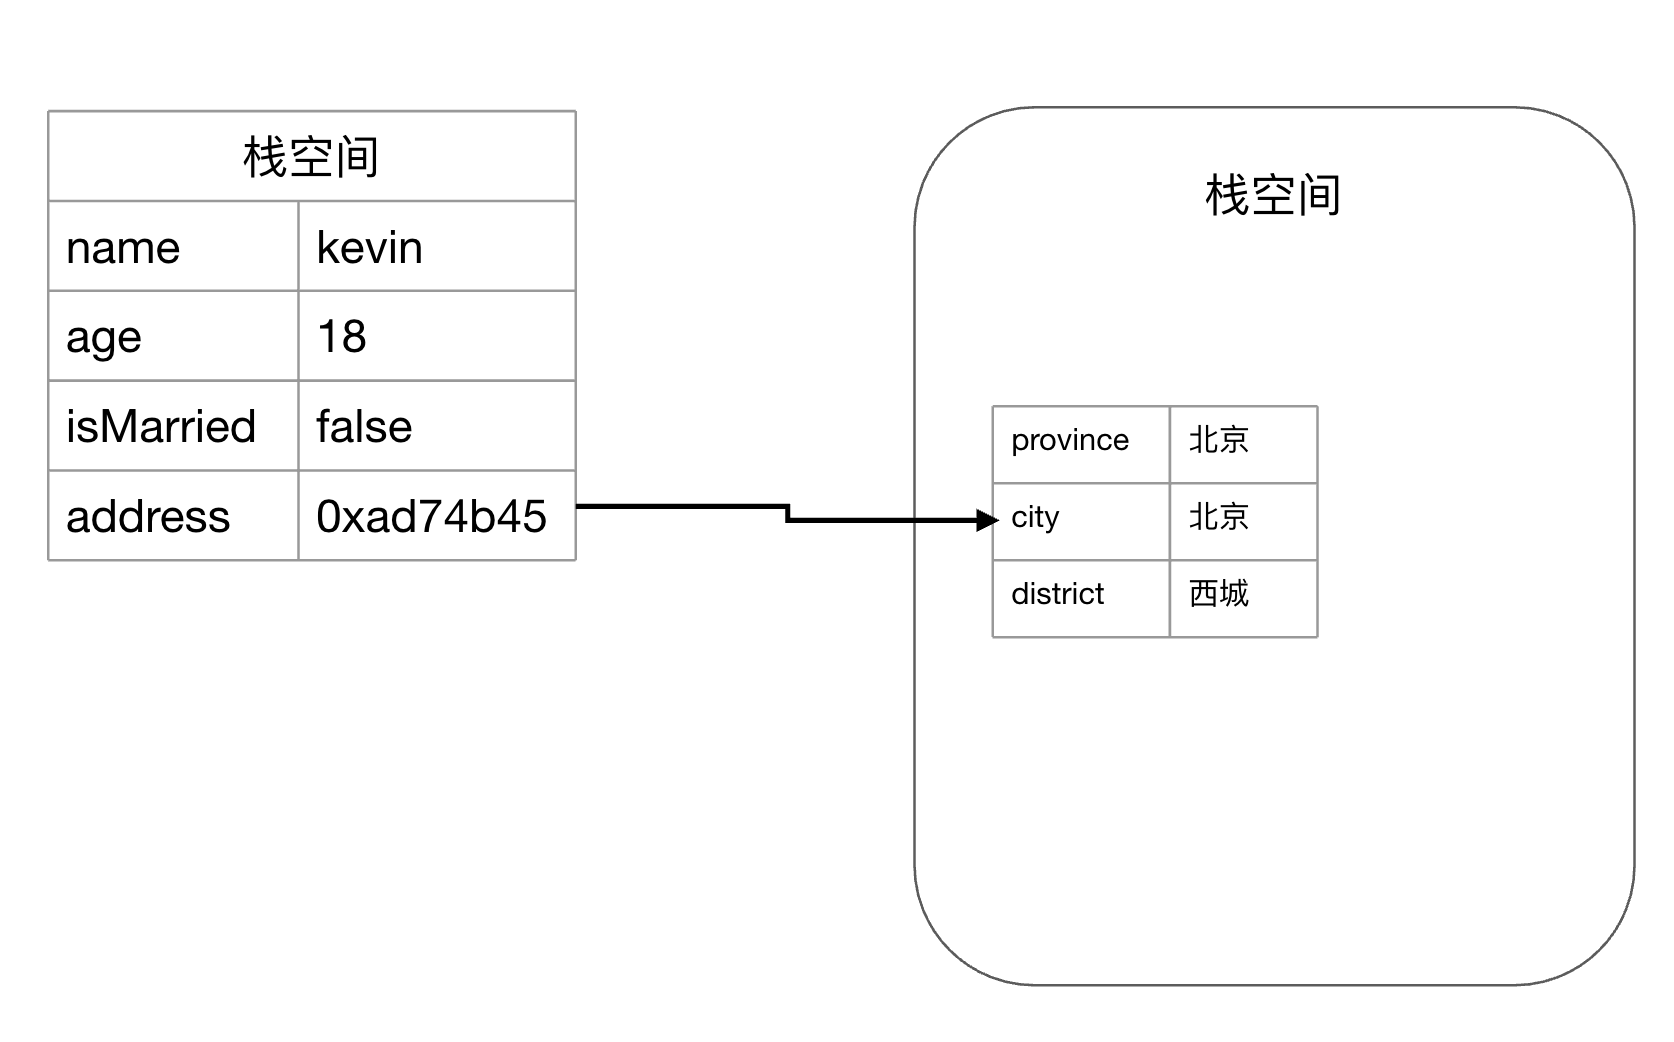 栈空间
name kevin
age 18
isMarried false
address 0xad74b45
栈空间
province 北京
city 北京
district 西城